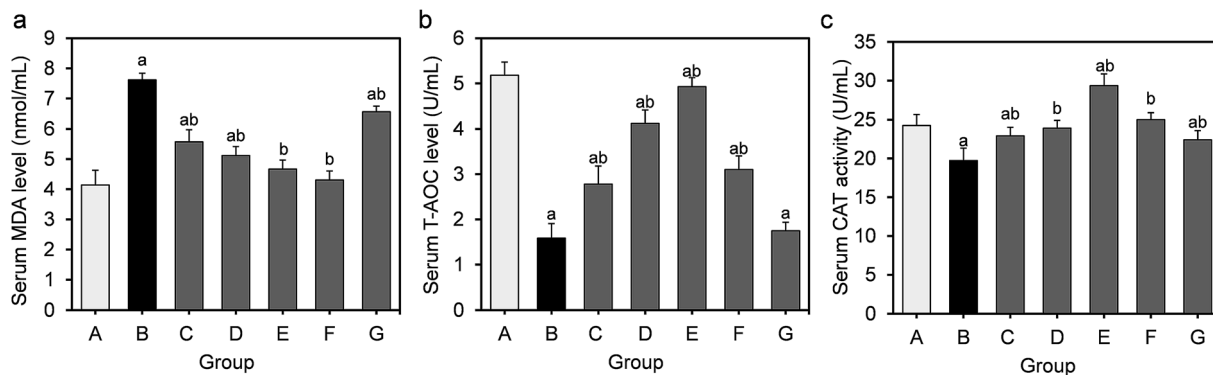 a
Serum MDA level (nmol/mL)
9
8
7
6
5
4
3
2
1
0
a
ab
ab
b
b
ab
A B C D E F G
Group
b
Serum T-AOC level (U/mL)
6
5
4
3
2
1
0
a
ab
ab
ab
ab
a
A B C D E F G
Group
c
Serum CAT activity (U/mL)
35
30
25
20
15
10
5
0
a
ab
b
ab
b
ab
A B C D E F G
Group